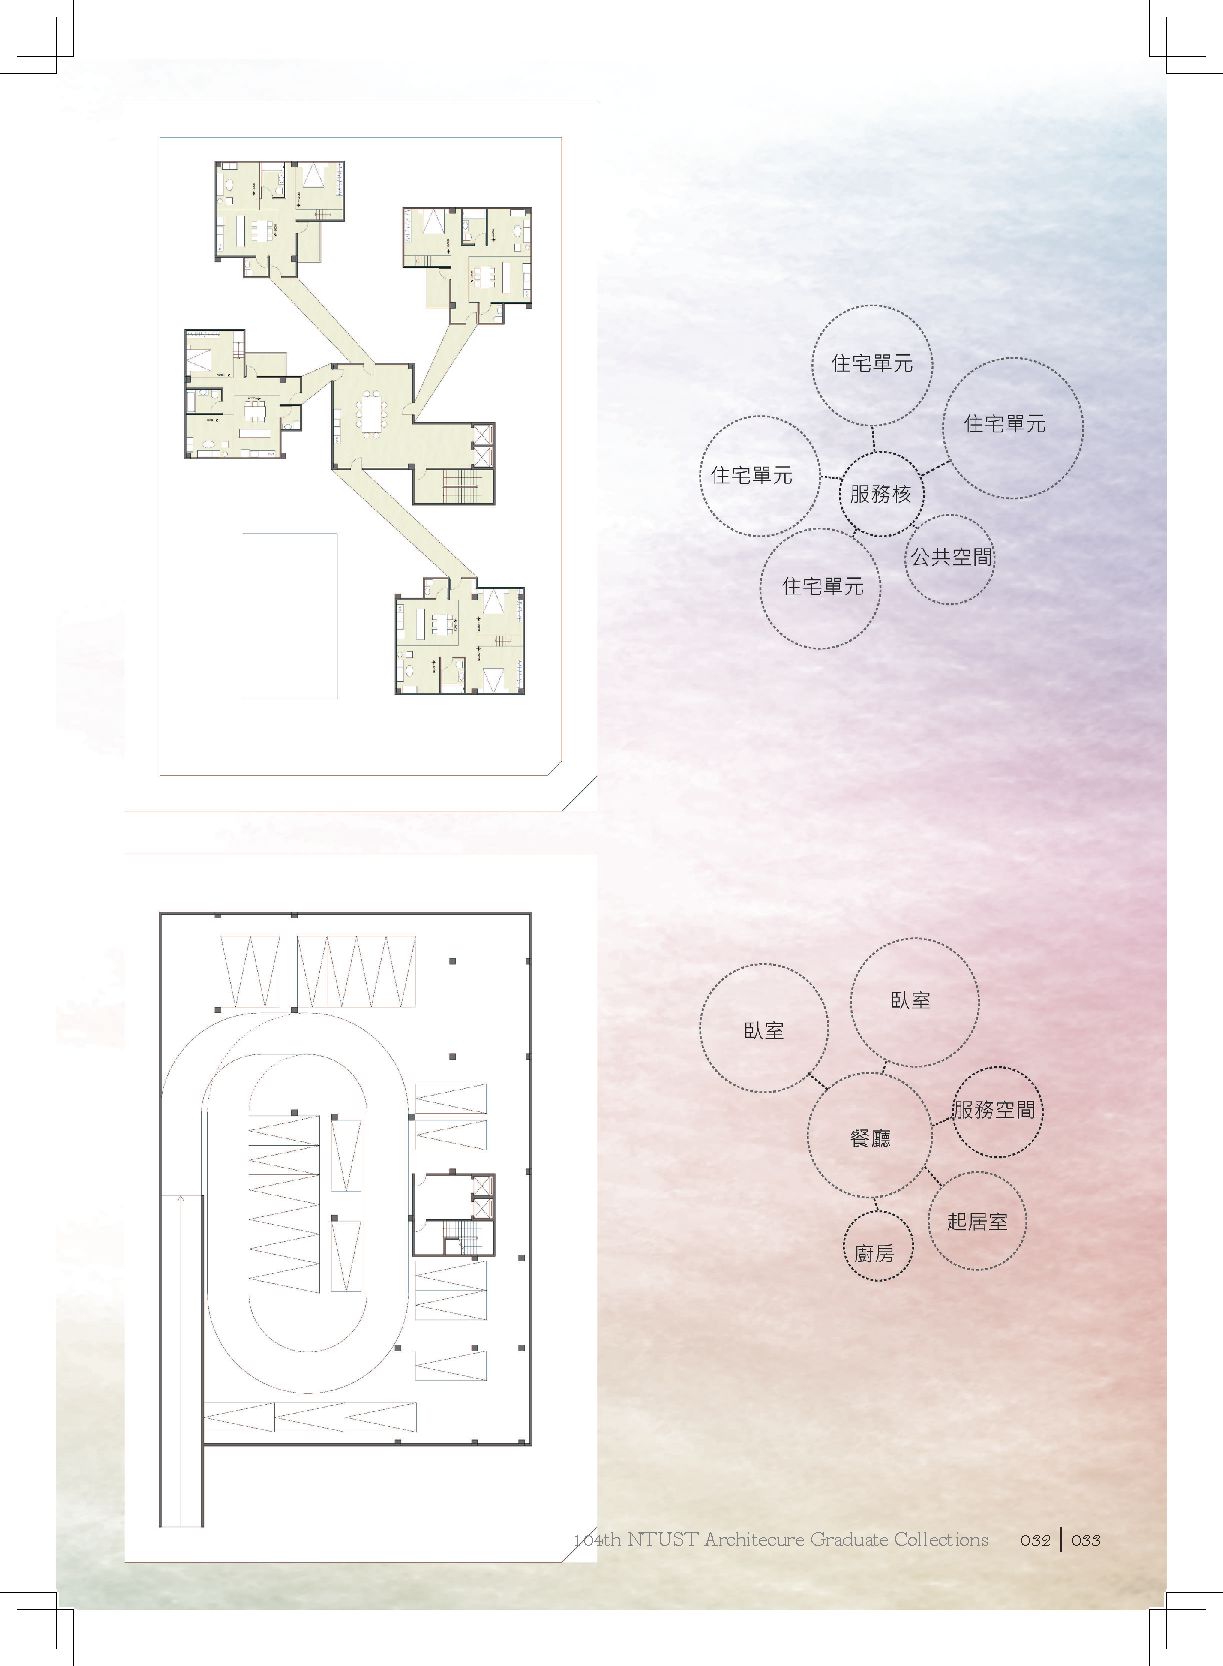 住宅單元
住宅單元
住宅單元
服務核
公共空間
住宅單元
臥室
臥室
服務空間
餐廳
起居室
廚房
104th NTUST Architecure Graduate Collections 032 | 033